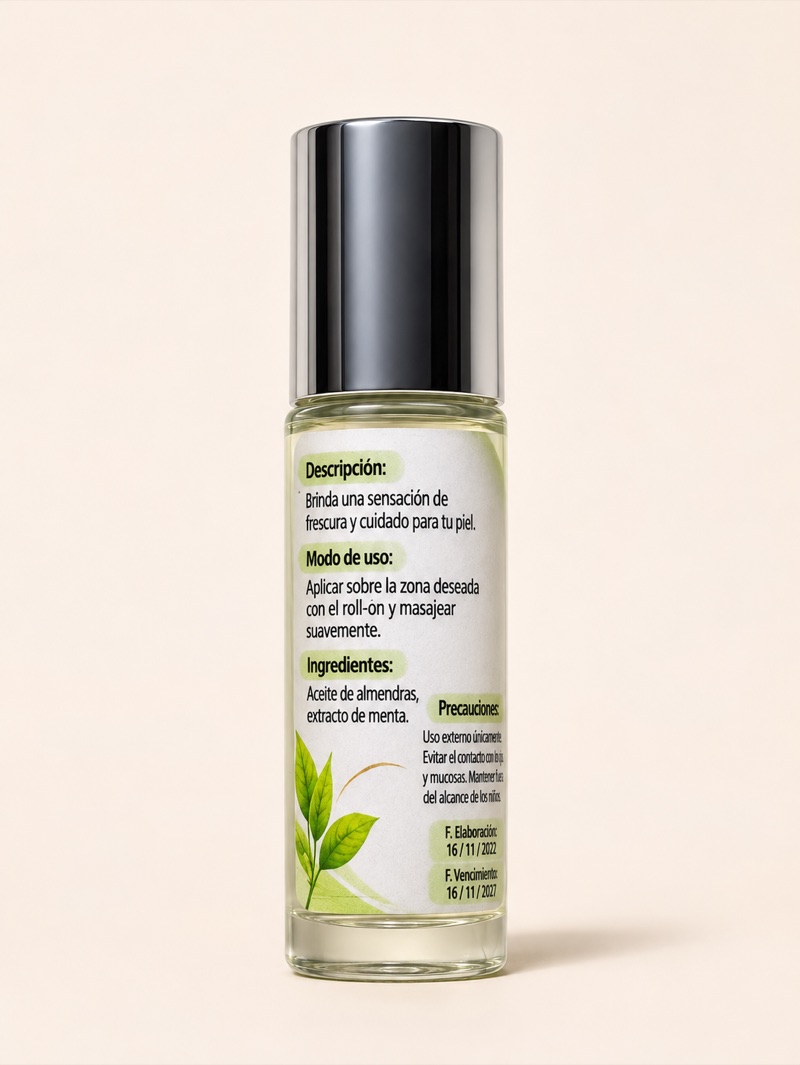 Descripción:
Brinda una sensación de
frescura y cuidado para tu piel.
Modo de uso:
Aplicar sobre la zona deseada
con el roll-on y masajear
suavemente.
Ingredientes:
Aceite de almendras,
extracto de menta.
Precauciones:
Uso externo únicamente
Evitar el contacto con
y mucosas. Mantener
del alcance de los niños.
F. Elaboración:
16 / 11 / 2022
F. Vencimiento:
16 / 11 / 2027